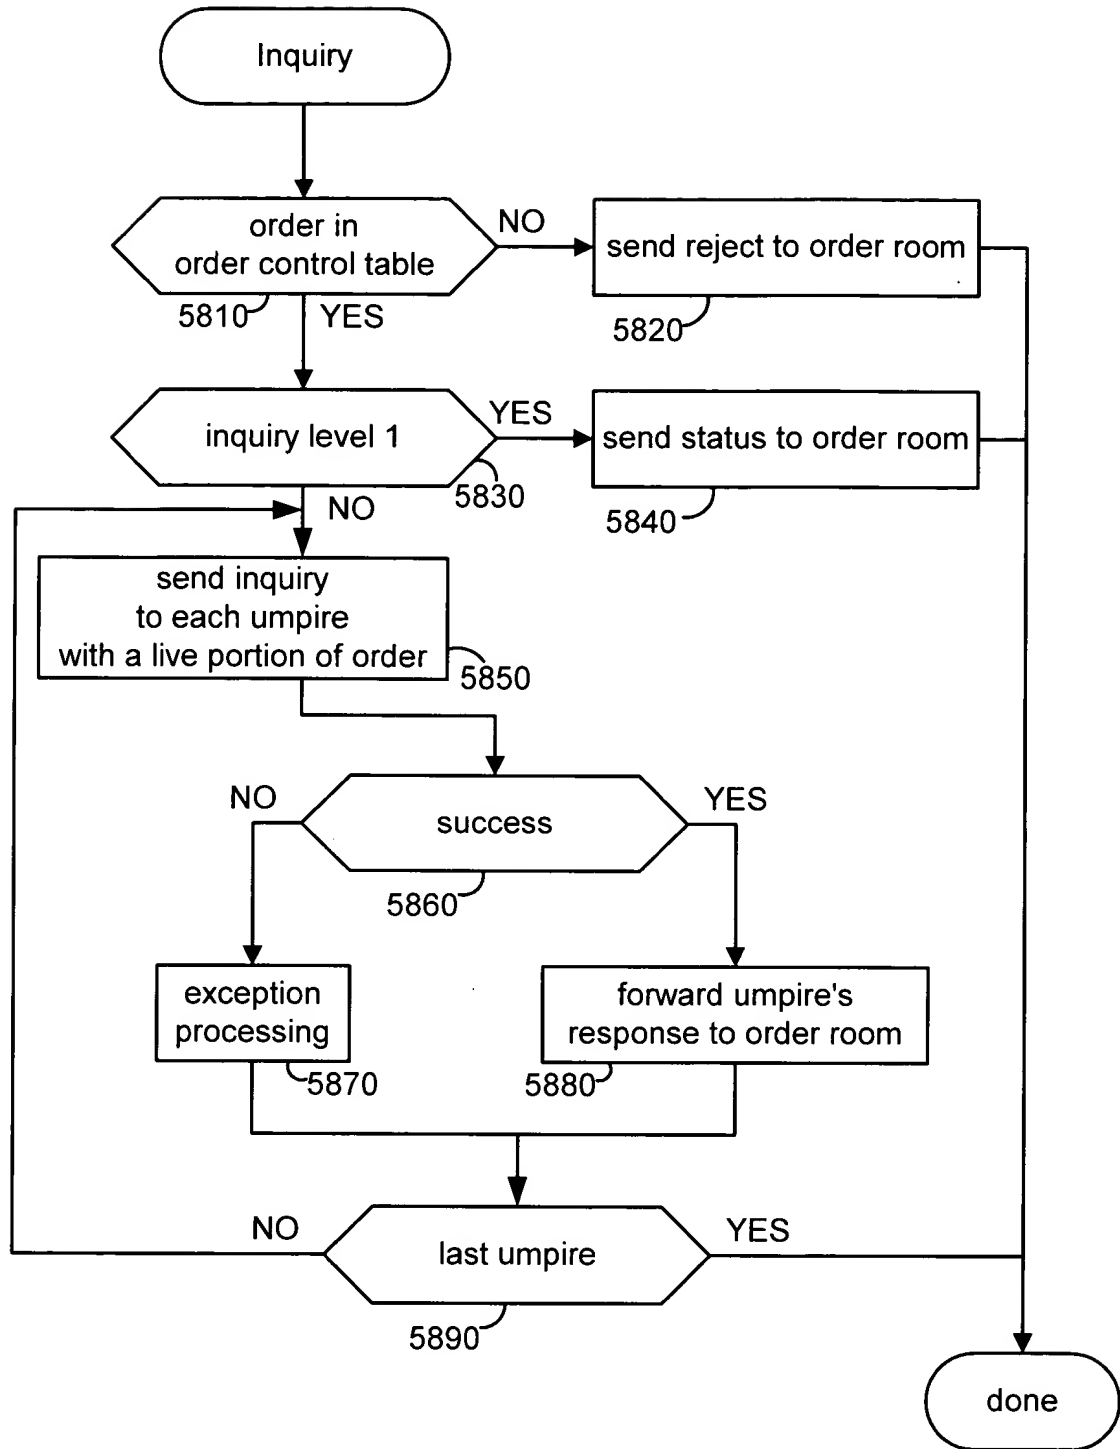 Inquiry
order in
order control table
NO
send reject to order room
5810
YES
5820
inquiry level 1
YES
send status to order room
5830
NO
5840
send inquiry
to each umpire
with a live portion of order
5850
NO
success
YES
5860
exception
processing
forward umpire's
response to order room
5870
5880
NO
last umpire
YES
5890
done